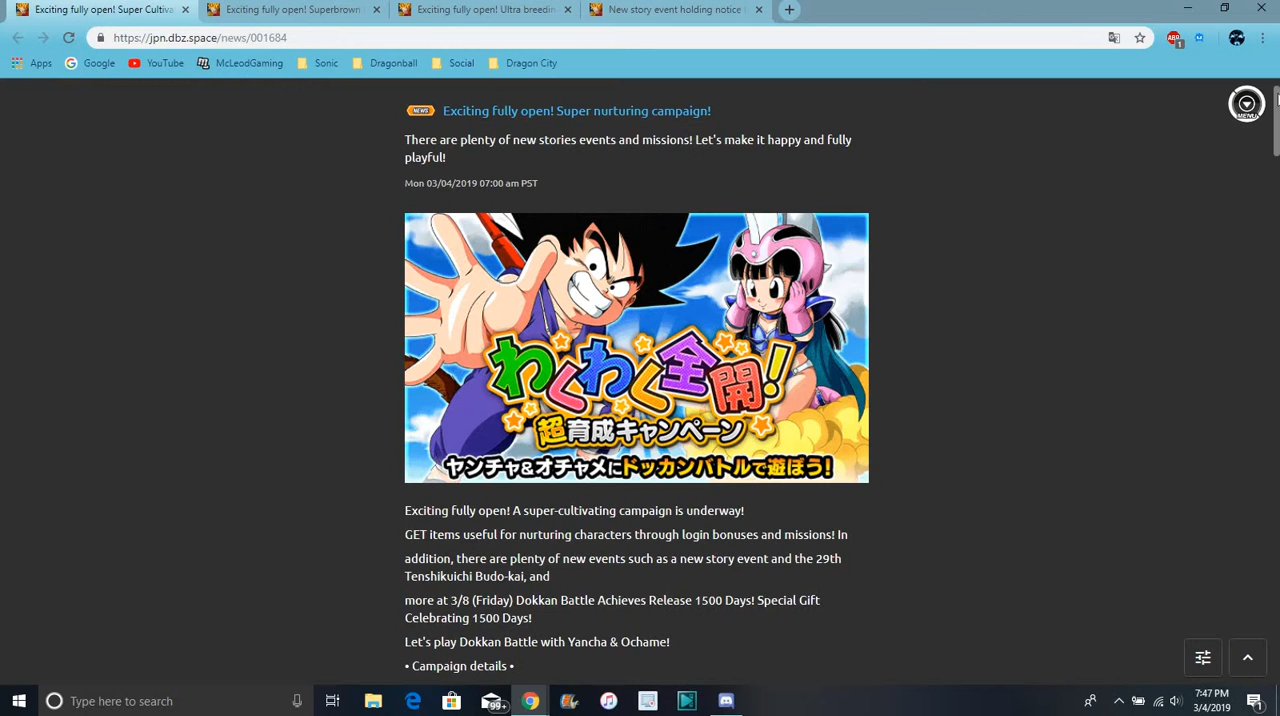 Exciting fully open! Super Cultiva
Exciting fully open! Superbrown
Exciting fully open! Ultra breedin
New story event holding notice
https://jpn.dbz.space/news/001684
ABP
1
Apps
Google
YouTube
McLeodGaming
Sonic
Dragonball
Social
Dragon City
MENU
NEWS
Exciting fully open! Super nurturing campaign!
There are plenty of new stories events and missions! Let's make it happy and fully
playful!
Mon 03/04/2019 07:00 am PST
わくわく全開!
超育成キャンペーン
ヤンチャ&オチャメにドッカンバトルで遊ぼう!
Exciting fully open! A super-cultivating campaign is underway!
GET items useful for nurturing characters through login bonuses and missions! In
addition, there are plenty of new events such as a new story event and the 29th
Tenshikuichi Budo-kai, and
more at 3/8 (Friday) Dokkan Battle Achieves Release 1500 Days! Special Gift
Celebrating 1500 Days!
Let's play Dokkan Battle with Yancha & Ochame!
• Campaign details •
Type here to search
99+
7:47 PM
3/4/2019
1